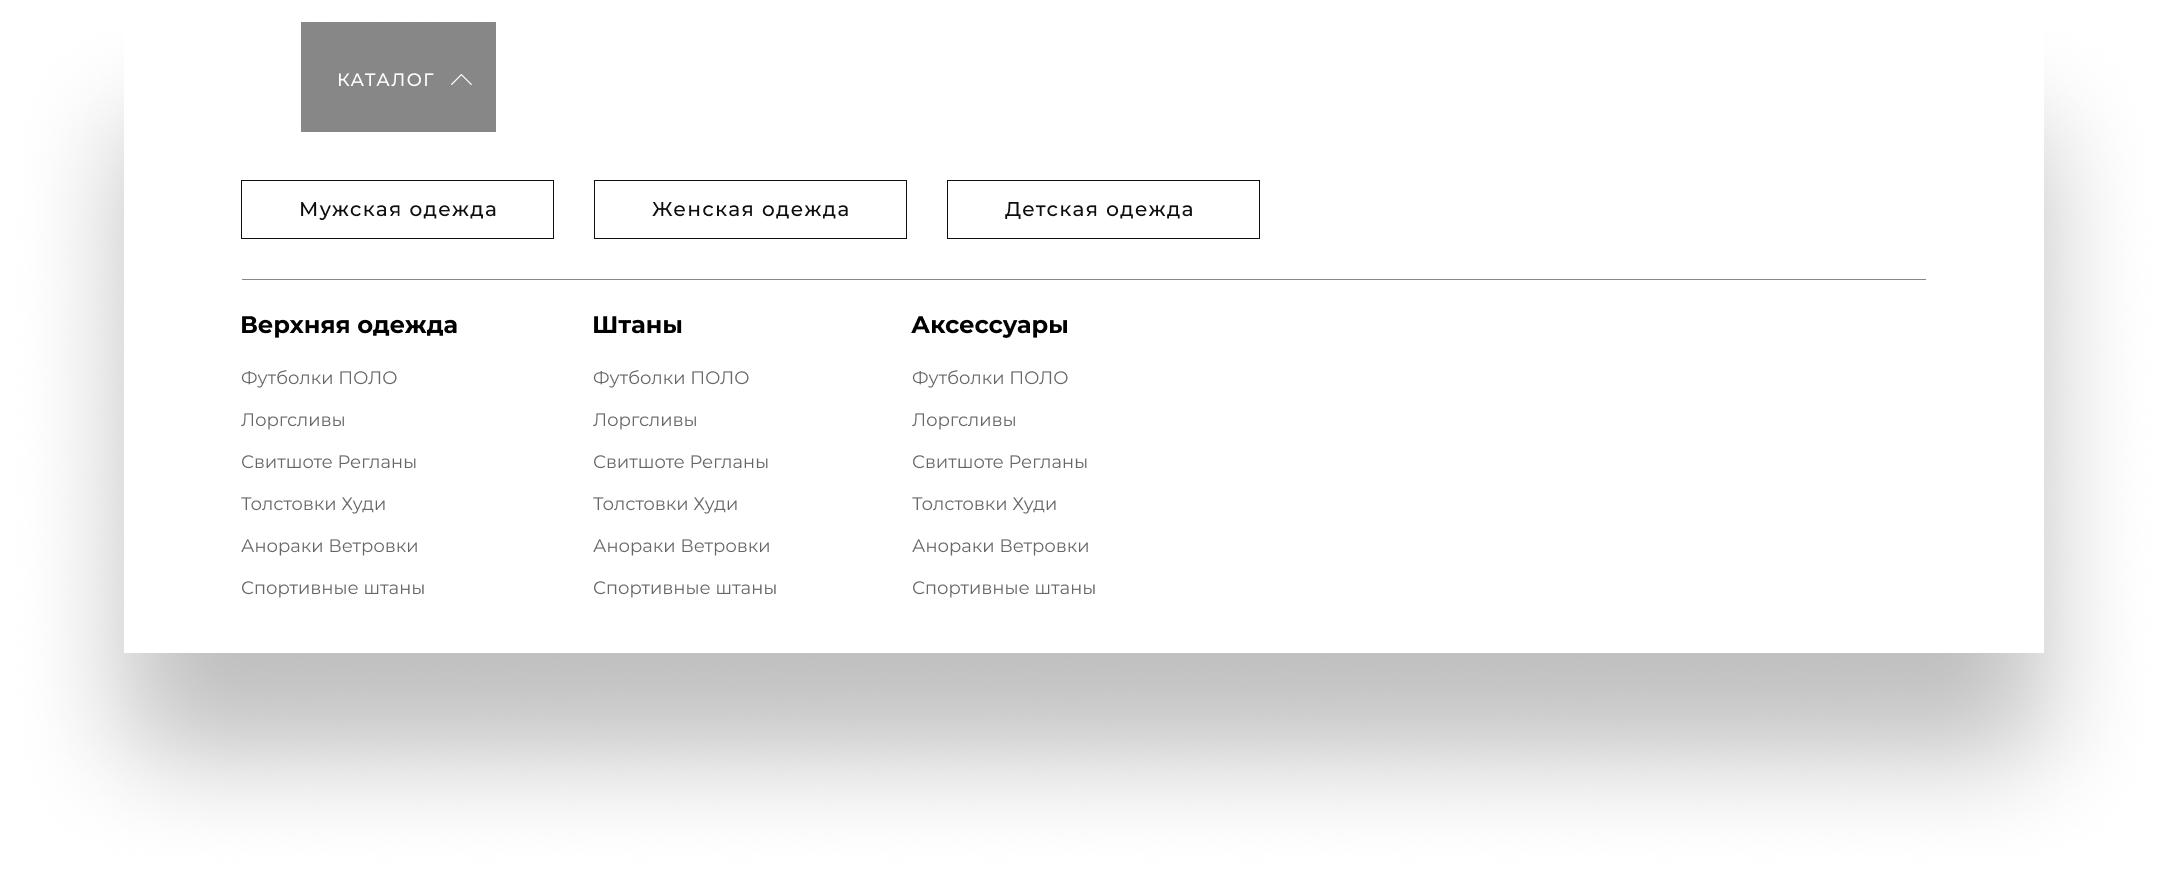 КАТАЛОГ
Мужская одежда
Женская одежда
Детская одежда
Верхняя одежда
Футболки ПОЛО
Лоргсливы
Свитшоте Регланы
Толстовки Худи
Анораки Ветровки
Спортивные штаны
Штаны
Футболки ПОЛО
Лоргсливы
Свитшоте Регланы
Толстовки Худи
Анораки Ветровки
Спортивные штаны
Аксессуары
Футболки ПОЛО
Лоргсливы
Свитшоте Регланы
Толстовки Худи
Анораки Ветровки
Спортивные штаны